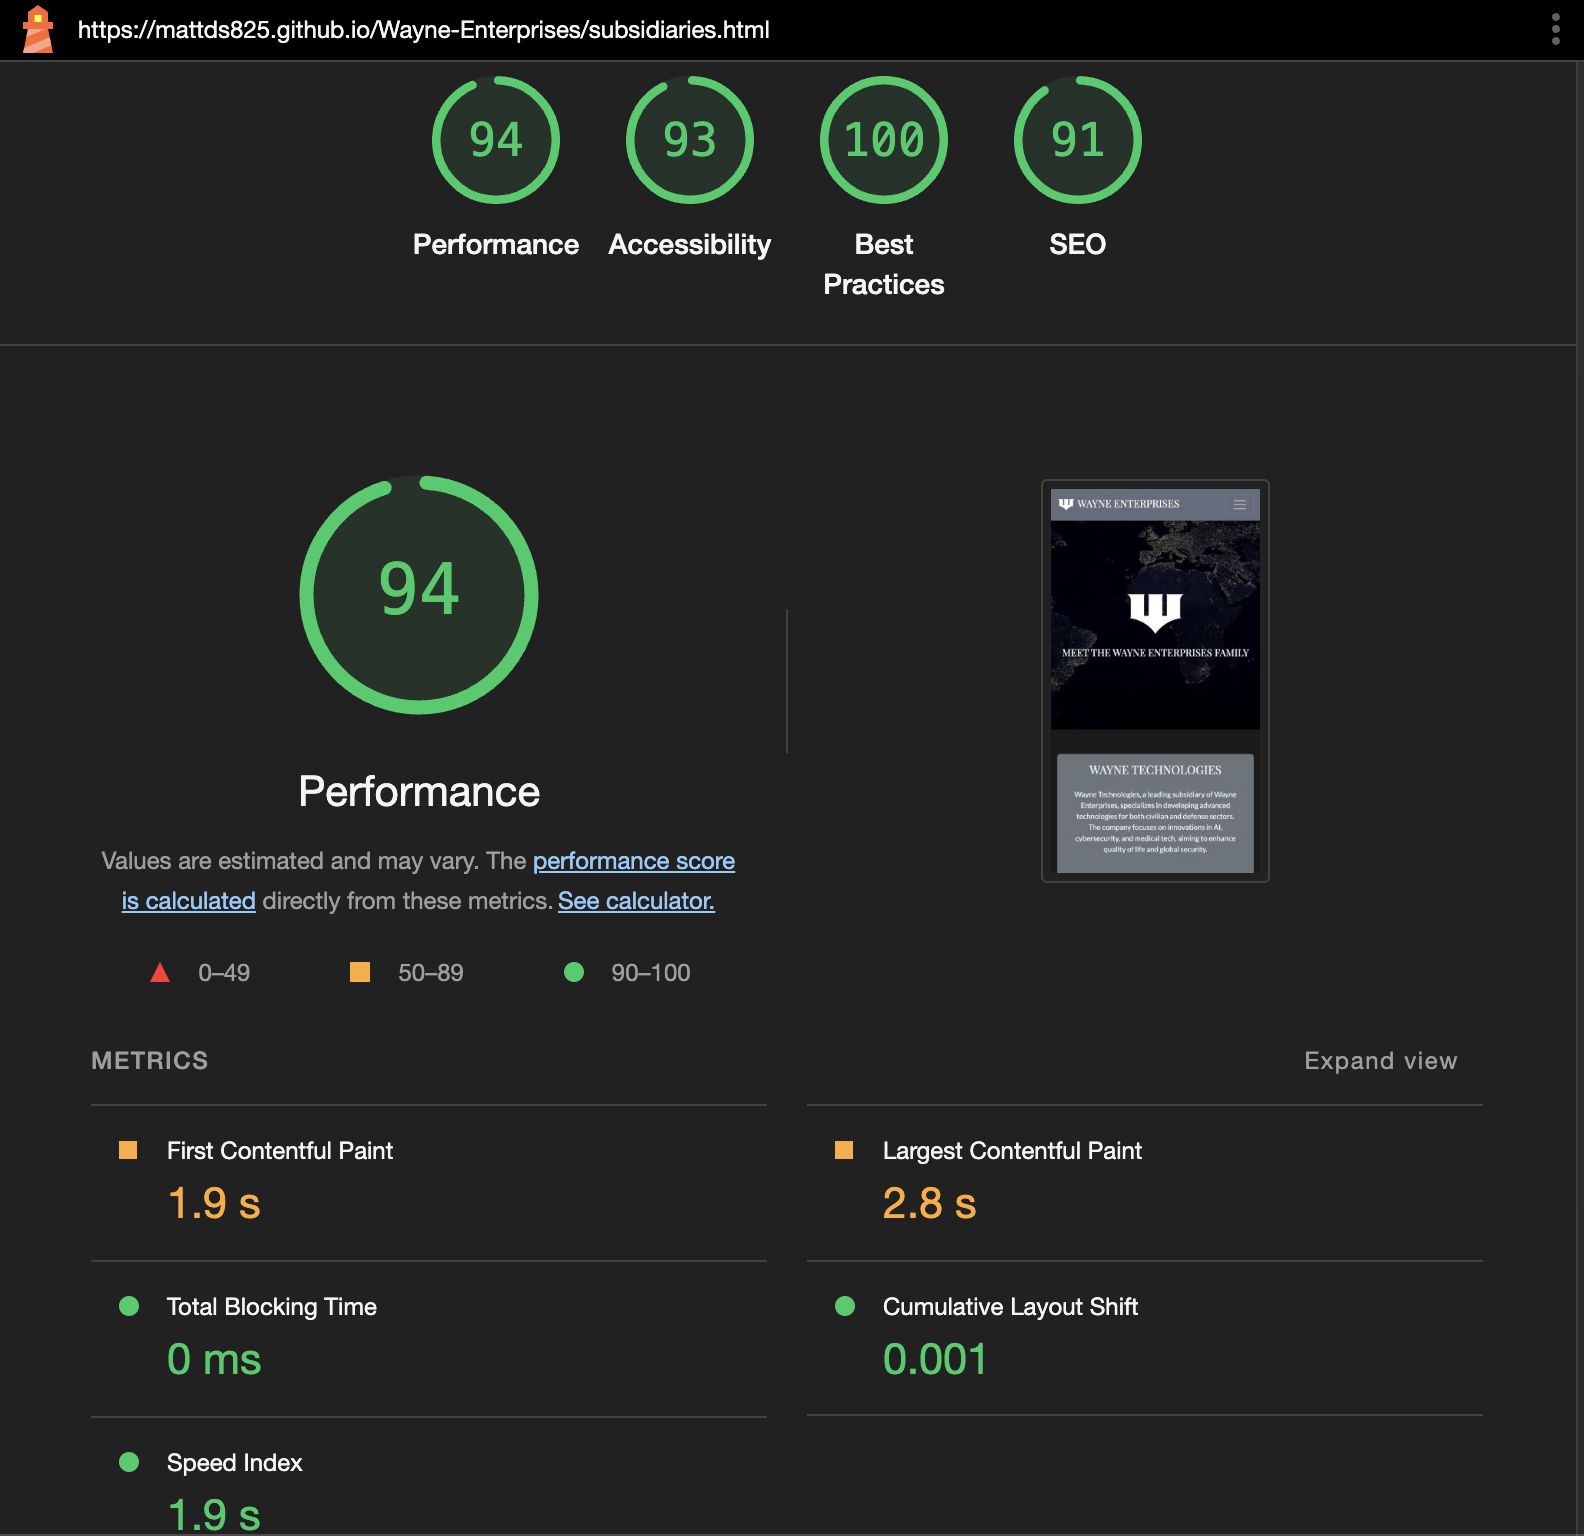 https://mattds825.github.io/Wayne-Enterprises/subsidiaries.html
94
93
100
91
Performance
Accessibility
Best
Practices
SEO
94
Performance
Values are estimated and may vary. The performance score
is calculated directly from these metrics. See calculator.
0–49
50–89
90–100
WAYNE ENTERPRISES
MEET THE WAYNE ENTERPRISES FAMILY
WAYNE TECHNOLOGIES
Wayne Technologies, a leading subsidiary of Wayne
Enterprises, specializes in developing advanced
technologies for both civilian and defense sectors.
The company focuses on innovations in AI,
cybersecurity, and medical tech, aiming to enhance
quality of life and global security.
METRICS
Expand view
First Contentful Paint
1.9 s
Largest Contentful Paint
2.8 s
Total Blocking Time
0 ms
Cumulative Layout Shift
0.001
Speed Index
1.9 s